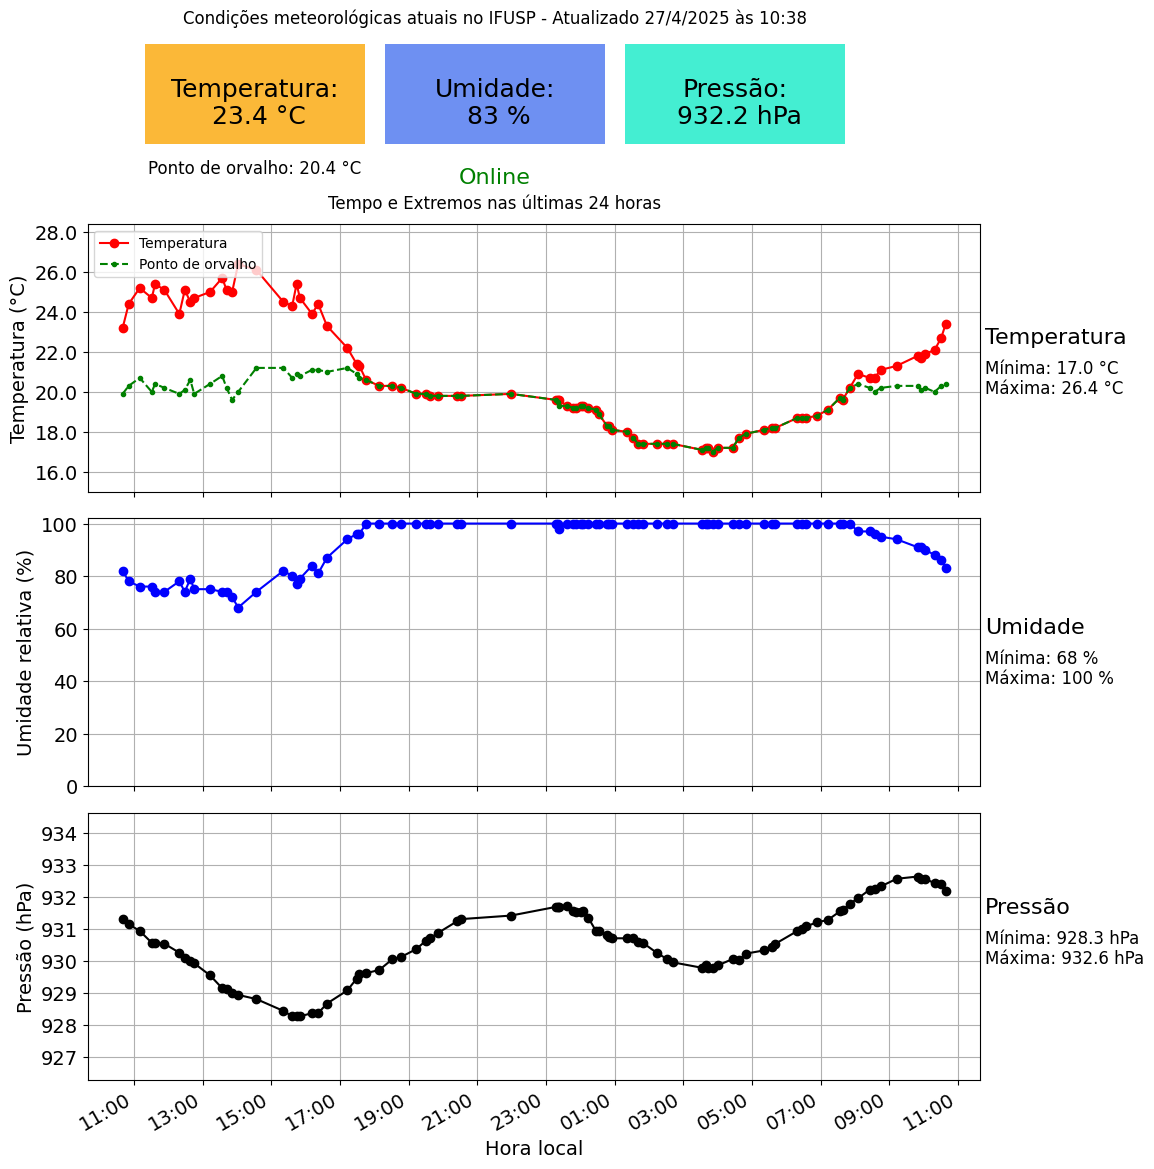 Condições meteorológicas atuais no IFUSP - Atualizado 27/4/2025 às 10:38
Temperatura:
23.4 °C
Umidade:
83 %
Pressão:
932.2 hPa
Ponto de orvalho: 20.4 °C
Online
Tempo e Extremos nas últimas 24 horas
Temperatura
Ponto de orvalho
Temperatura (°C)
28.0
26.0
24.0
22.0
20.0
18.0
16.0
Temperatura
Mínima: 17.0 °C
Máxima: 26.4 °C
Umidade relativa (%)
100
80
60
40
20
0
Umidade
Mínima: 68 %
Máxima: 100 %
Pressão (hPa)
934
933
932
931
930
929
928
927
Pressão
Mínima: 928.3 hPa
Máxima: 932.6 hPa
11:00
13:00
15:00
17:00
19:00
21:00
23:00
01:00
03:00
05:00
07:00
09:00
11:00
Hora local